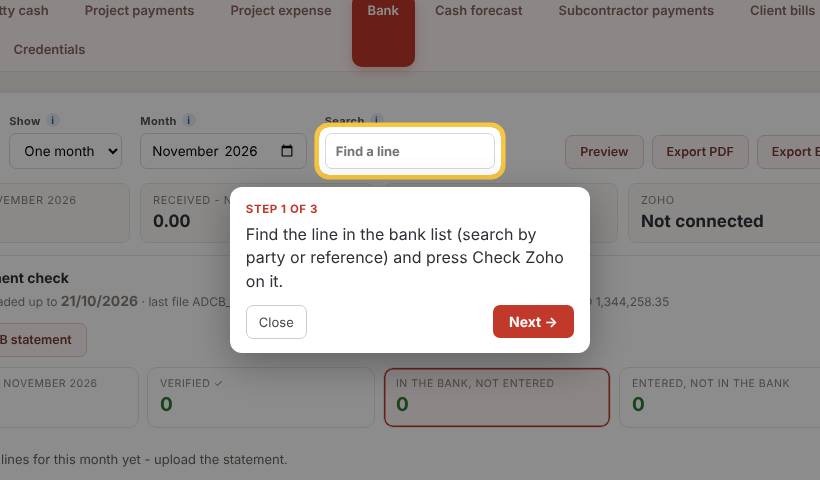 tty cash Project payments Project expense Bank Cash forecast Subcontractor payments Client bills
Credentials
Show i Month i Search i
One month November 2026 Find a line Preview Export PDF Export E
VEMBER 2026 RECEIVED - N ZOHO
0.00 Not connected
STEP 1 OF 3
Find the line in the bank list (search by
party or reference) and press Check Zoho
on it.
Close Next →
ent check
aded up to 21/10/2026 · last file ADCB_ 1,344,258.35
B statement
NOVEMBER 2026 VERIFIED ✓ IN THE BANK, NOT ENTERED ENTERED, NOT IN THE BANK
0 0 0
lines for this month yet - upload the statement.